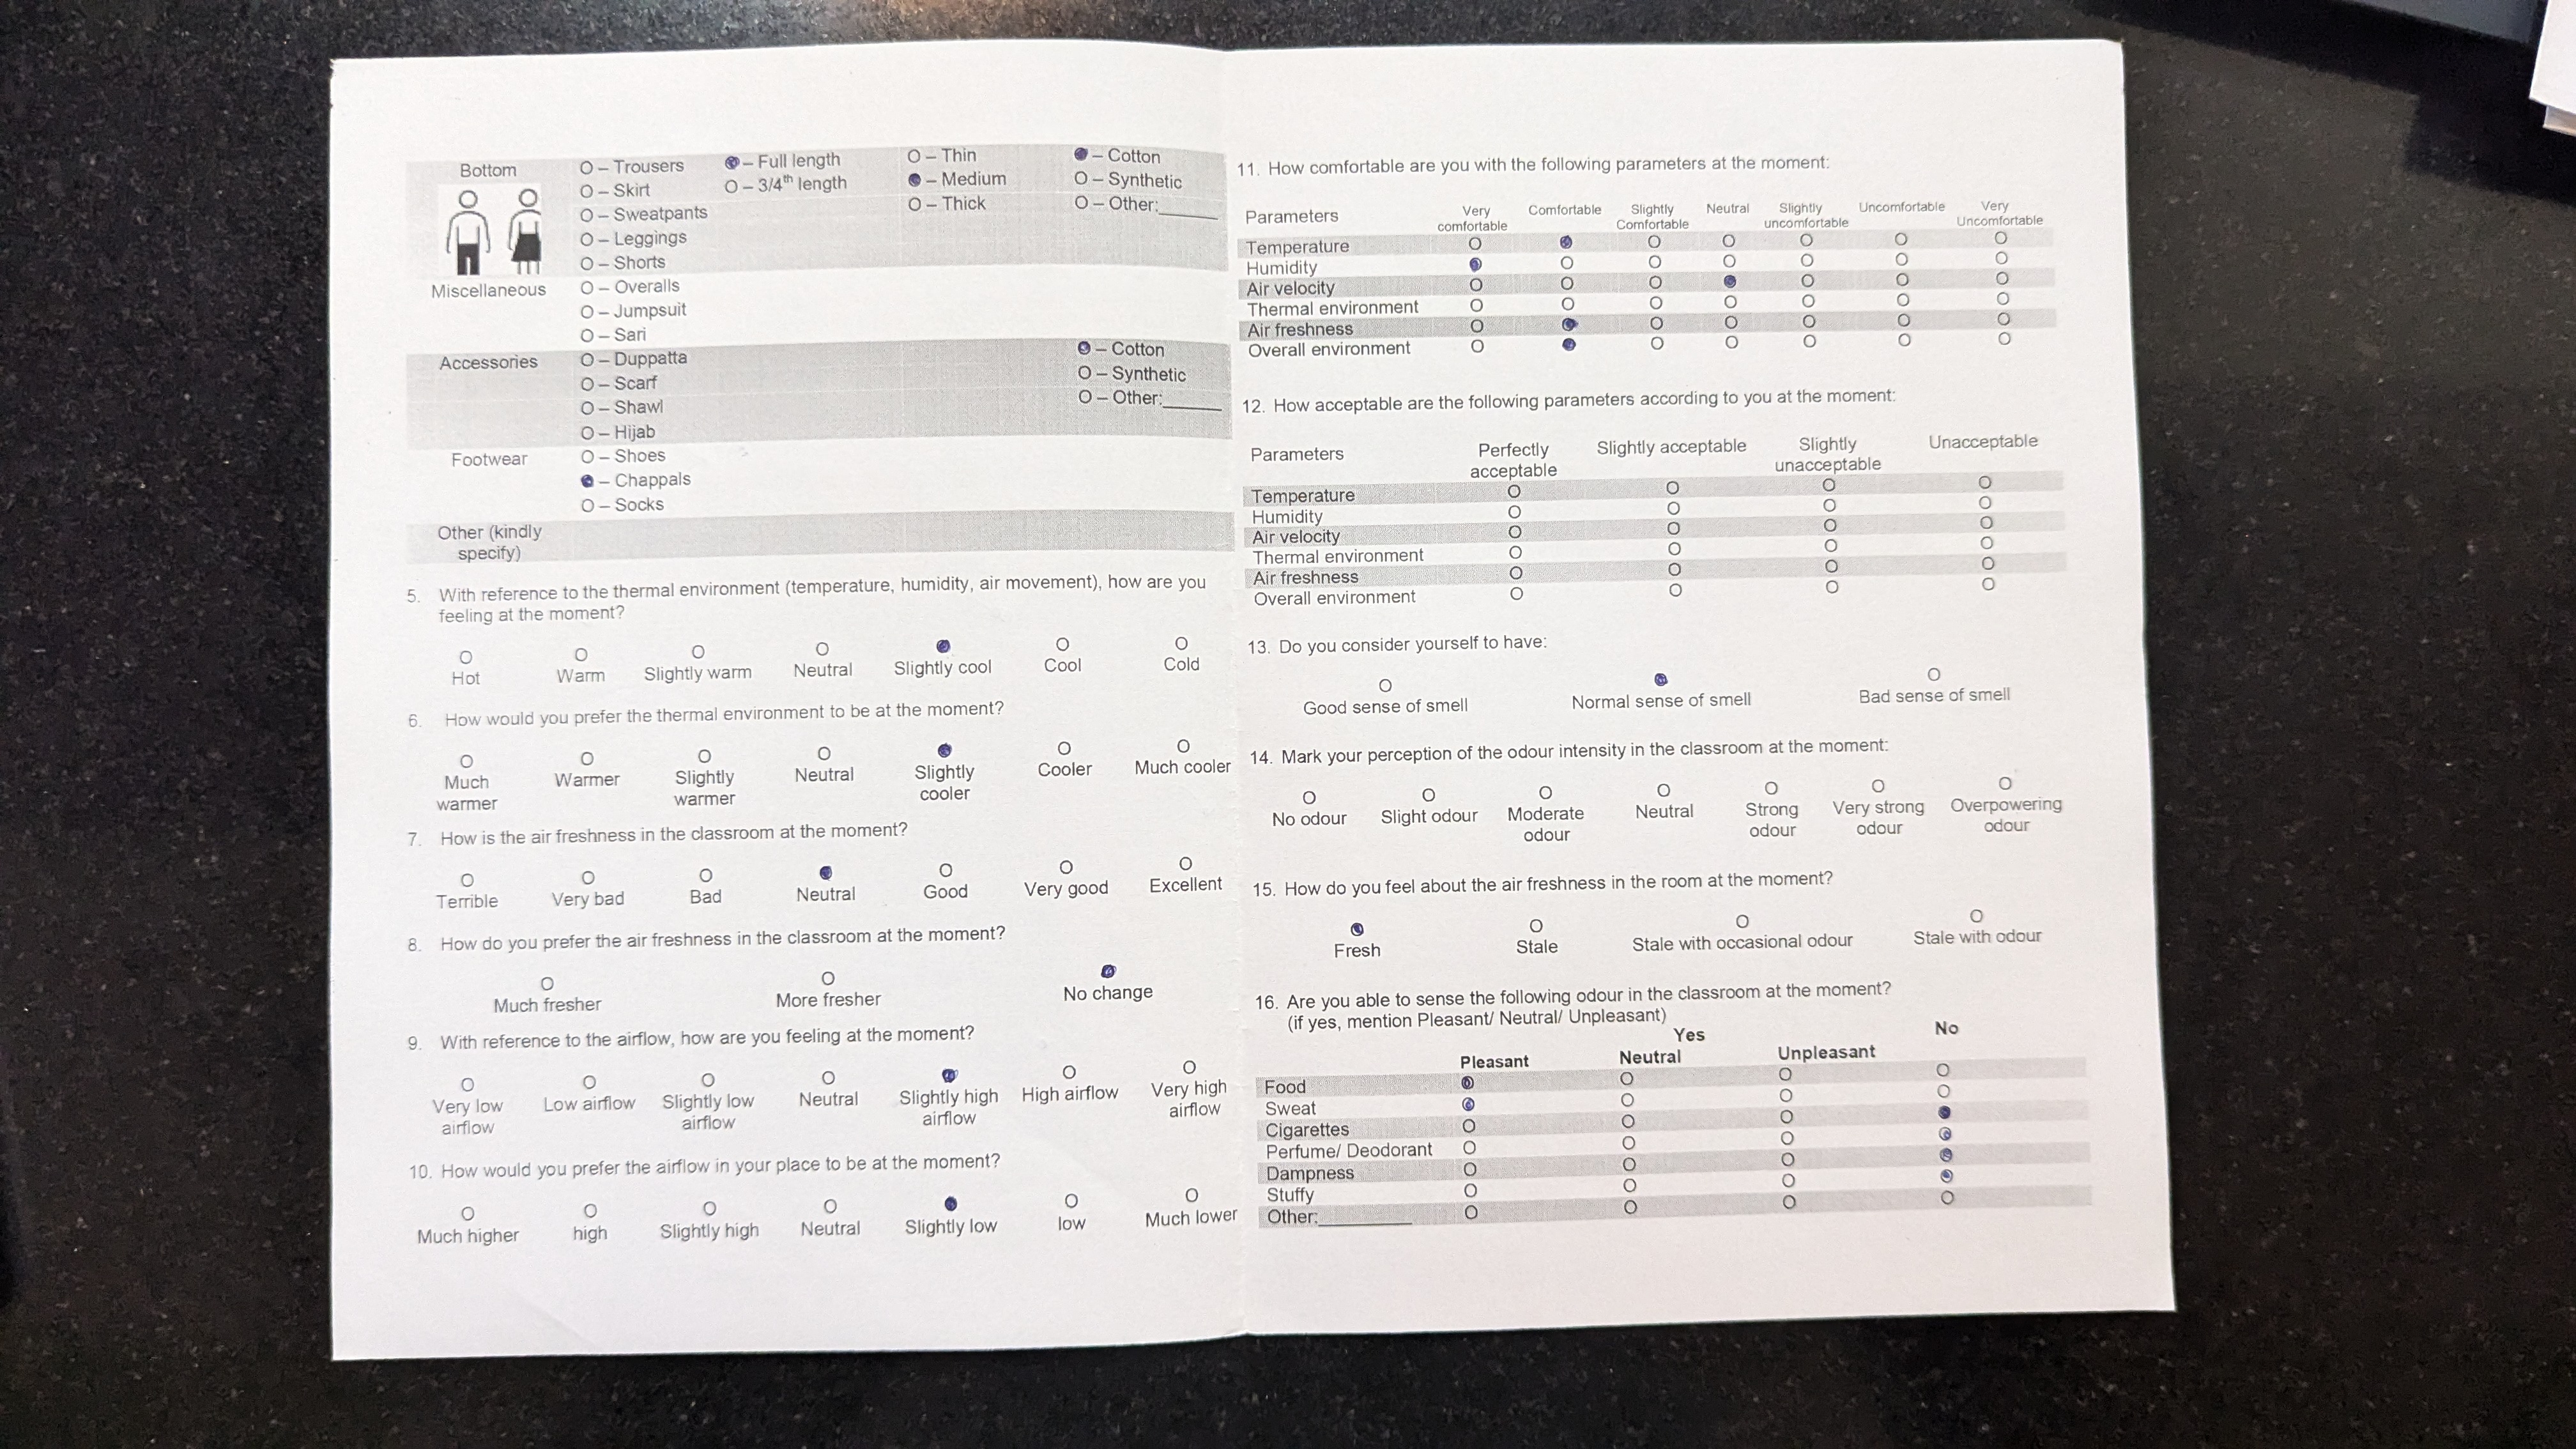 Bottom
O – Trousers
O – Skirt
O – Sweatpants
O – Leggings
O – Shorts
– Full length
O – 3/4th length
O – Thin
– Medium
O – Thick
– Cotton
O – Synthetic
O – Other:______
Miscellaneous
O – Overalls
O – Jumpsuit
O – Sari
Accessories
O – Duppatta
O – Scarf
O – Shawl
O – Hijab
– Cotton
O – Synthetic
O – Other:______
Footwear
O – Shoes
– Chappals
O – Socks
Other (kindly
specify)
5. With reference to the thermal environment (temperature, humidity, air movement), how are you
feeling at the moment?
Hot Warm Slightly warm Neutral Slightly cool Cool Cold
6. How would you prefer the thermal environment to be at the moment?
Much warmer Warmer Slightly warmer Neutral Slightly cooler Cooler Much cooler
7. How is the air freshness in the classroom at the moment?
Terrible Very bad Bad Neutral Good Very good Excellent
8. How do you prefer the air freshness in the classroom at the moment?
Much fresher More fresher No change
9. With reference to the airflow, how are you feeling at the moment?
Very low airflow Low airflow Slightly low airflow Neutral Slightly high airflow High airflow Very high airflow
10. How would you prefer the airflow in your place to be at the moment?
Much higher high Slightly high Neutral Slightly low low Much lower
11. How comfortable are you with the following parameters at the moment:
Parameters Very comfortable Comfortable Slightly Comfortable Neutral Slightly uncomfortable Uncomfortable Very Uncomfortable
Temperature
Humidity
Air velocity
Thermal environment
Air freshness
Overall environment
12. How acceptable are the following parameters according to you at the moment:
Parameters Perfectly acceptable Slightly acceptable Slightly unacceptable Unacceptable
Temperature
Humidity
Air velocity
Thermal environment
Air freshness
Overall environment
13. Do you consider yourself to have:
Good sense of smell Normal sense of smell Bad sense of smell
14. Mark your perception of the odour intensity in the classroom at the moment:
No odour Slight odour Moderate odour Neutral Strong odour Very strong odour Overpowering odour
15. How do you feel about the air freshness in the room at the moment?
Fresh Stale Stale with occasional odour Stale with odour
16. Are you able to sense the following odour in the classroom at the moment?
(if yes, mention Pleasant/ Neutral/ Unpleasant)
Yes No
Pleasant Neutral Unpleasant
Food
Sweat
Cigarettes
Perfume/ Deodorant
Dampness
Stuffy
Other:__________